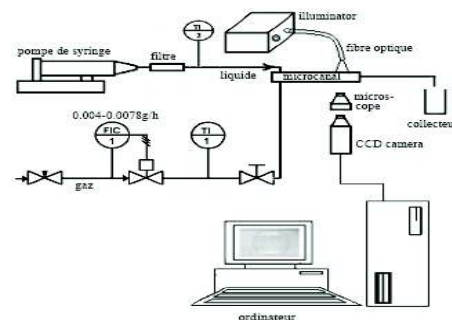 illuminator
TI
2
pompe de syringe
filtre
fibre optique
liquide
microcanal
micros-
cope
collecteur
0.004-0.0078g/h
FIC
1
TI
1
CCD camera
gaz
ordinateur